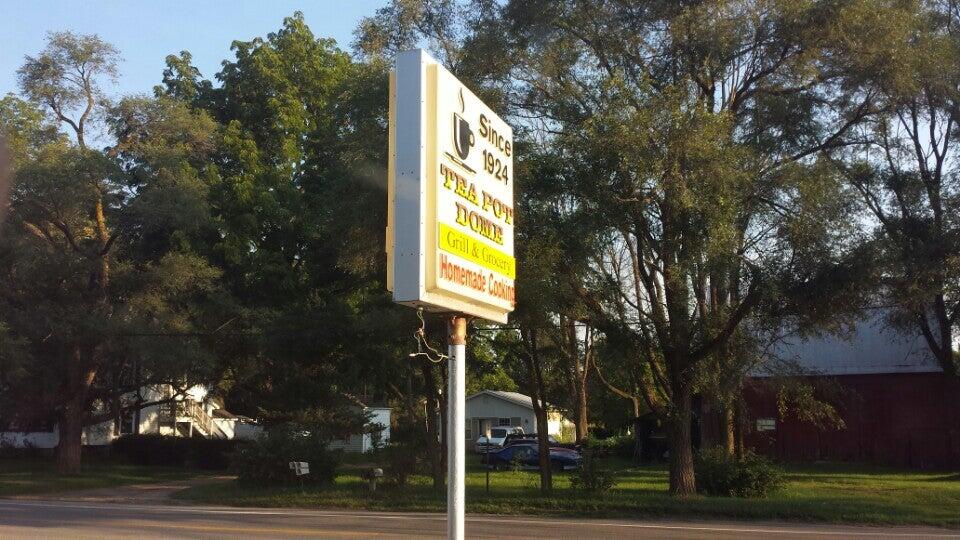 Since
1924
TEA POT
DOME
Grill & Grocery
Homemade Cooking